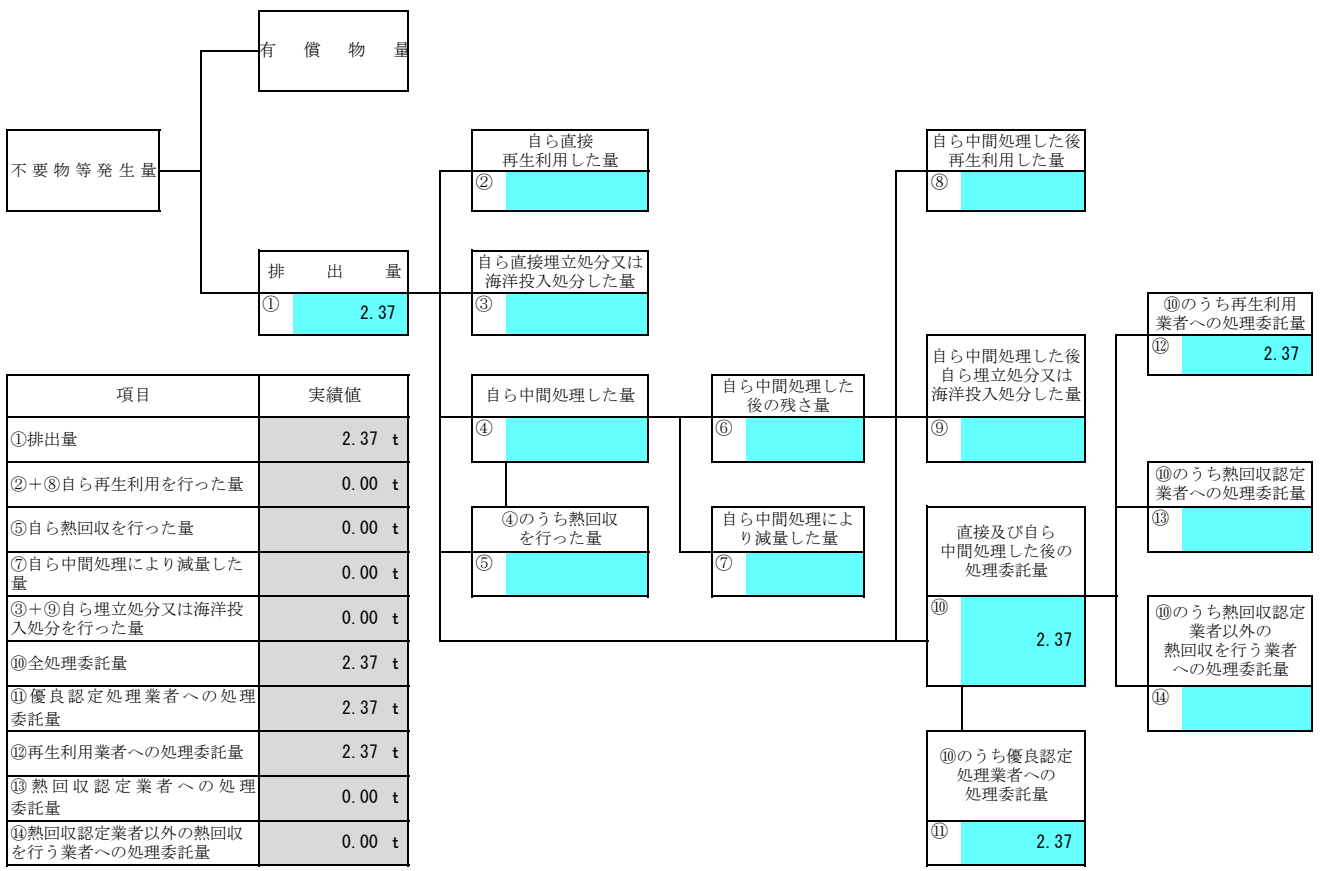 有償物量
不要物等発生量
排出量
① 2.37
自ら直接
再生利用した量
②
自ら直接埋立処分又は
海洋投入処分した量
③
自ら中間処理した量
④
④のうち熱回収
を行った量
⑤
自ら中間処理した
後の残さ量
⑥
自ら中間処理によ
り減量した量
⑦
自ら中間処理した後
再生利用した量
⑧
自ら中間処理した後
自ら埋立処分又は
海洋投入処分した量
⑨
直接及び自ら
中間処理した後の
処理委託量
⑩ 2.37
⑩のうち優良認定
処理業者への
処理委託量
⑪ 2.37
⑩のうち再生利用
業者への処理委託量
⑫ 2.37
⑩のうち熱回収認定
業者への処理委託量
⑬
⑩のうち熱回収認定
業者以外の
熱回収を行う業者
への処理委託量
⑭
項目 実績値
①排出量 2.37 t
②+⑧自ら再生利用を行った量 0.00 t
⑤自ら熱回収を行った量 0.00 t
⑦自ら中間処理により減量した
量 0.00 t
③+⑨自ら埋立処分又は海洋投
入処分を行った量 0.00 t
⑩全処理委託量 2.37 t
⑪優良認定処理業者への処理
委託量 2.37 t
⑫再生利用業者への処理委託量 2.37 t
⑬熱回収認定業者への処理
委託量 0.00 t
⑭熱回収認定業者以外の熱回収
を行う業者への処理委託量 0.00 t